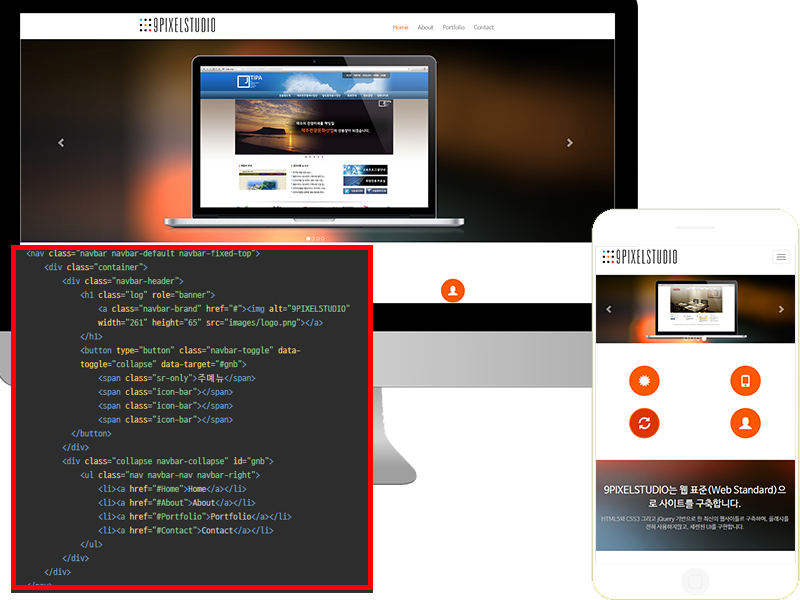 9PIXELSTUDIO
Home About Portfolio Contact
TIPA
<nav class="navbar navbar-default navbar-fixed-top">
<div class="container">
<div class="navbar-header">
<h1 class="log" role="banner">
<a class="navbar-brand" href="#"><img alt="9PIXELSTUDIO"
width="261" height="65" src="images/logo.png"></a>
</h1>
<button type="button" class="navbar-toggle" data-
toggle="collapse" data-target="#gnb">
<span class="sr-only">주메뉴</span>
<span class="icon-bar"></span>
<span class="icon-bar"></span>
<span class="icon-bar"></span>
</button>
</div>
<div class="collapse navbar-collapse" id="gnb">
<ul class="nav navbar-nav navbar-right">
<li><a href="#Home">Home</a></li>
<li><a href="#About">About</a></li>
<li><a href="#Portfolio">Portfolio</a></li>
<li><a href="#Contact">Contact</a></li>
</ul>
</div>
</div>
</nav>
9PIXELSTUDIO
9PIXELSTUDIO는 웹 표준(Web Standard)으
로 사이트를 구축합니다.
HTML5와 CSS3 그리고 jQuery 기반으로 한 최신의 웹사이트로 구축하며, 플래시를
전혀 사용하지않고, 세련된 UI를 구현합니다.